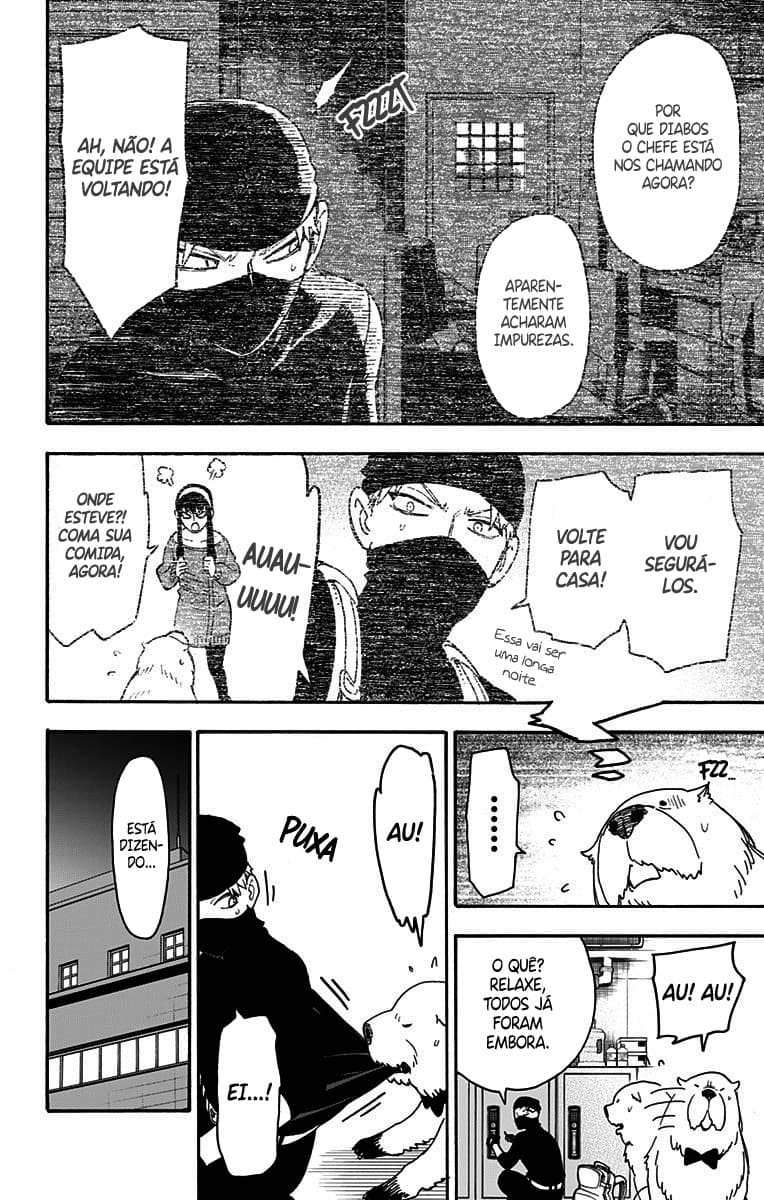 POR
QUE DIABOS
O CHEFE ESTÁ
NOS CHAMANDO
AGORA?
APAREN-
TEMENTE
ACHARAM
IMPUREZAS.
FZZZT
AH, NÃO! A
EQUIPE ESTÁ
VOLTANDO!
VOU
SEGURÁ-
LOS.
VOLTE
PARA
CASA!
Essa vai ser
uma longa
noite
AUAU-
UUUU!
ONDE
ESTEVE?!
COMA SUA
COMIDA,
AGORA!
FZZ...
......
AU! AU!
O QUÊ?
RELAXE,
TODOS JÁ
FORAM
EMBORA.
AU!
PUXA
EI...!
ESTÁ
DIZEN-
DO...